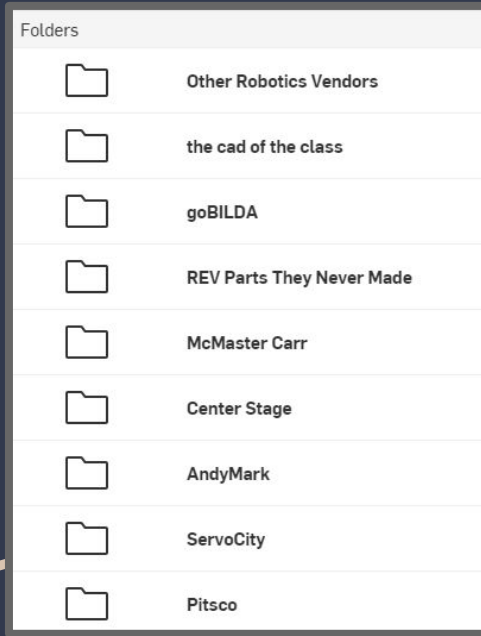 Folders
Other Robotics Vendors
the cad of the class
goBILDA
REV Parts They Never Made
McMaster Carr
Center Stage
AndyMark
ServoCity
Pitsco